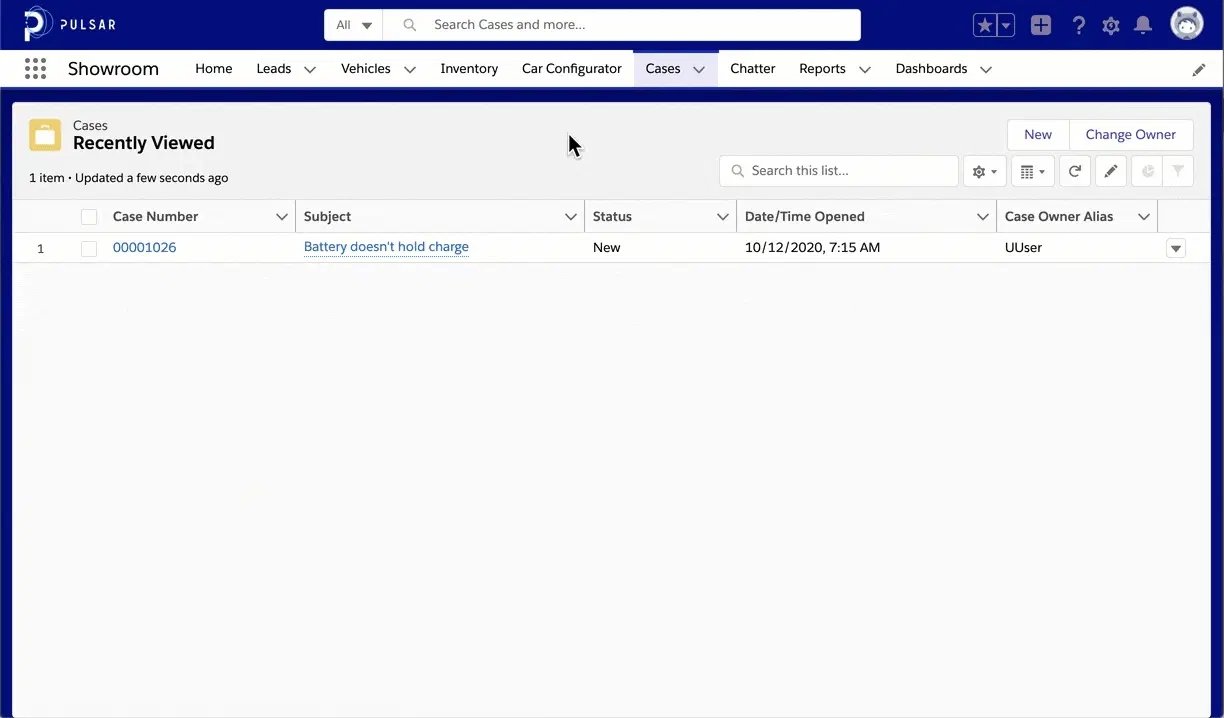 PULSAR
All
Search Cases and more...
Showroom
Home
Leads
Vehicles
Inventory
Car Configurator
Cases
Chatter
Reports
Dashboards
Cases
Recently Viewed
New
Change Owner
1 item • Updated a few seconds ago
Search this list...
Case Number
Subject
Status
Date/Time Opened
Case Owner Alias
1
00001026
Battery doesn't hold charge
New
10/12/2020, 7:15 AM
UUser